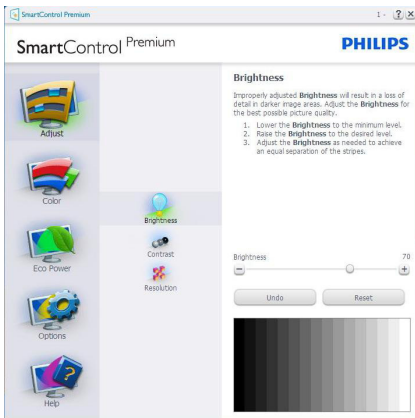 SmartControl Premium
1 -
?
X
SmartControl Premium
PHILIPS
Adjust
Color
Eco Power
Options
Help
Brightness
Contrast
Resolution
Brightness
Improperly adjusted Brightness will result in a loss of
detail in darker image areas. Adjust the Brightness for
the best possible picture quality.
1. Lower the Brightness to the minimum level.
2. Raise the Brightness to the desired level.
3. Adjust the Brightness as needed to achieve
an equal separation of the stripes.
Brightness 70
Undo
Reset